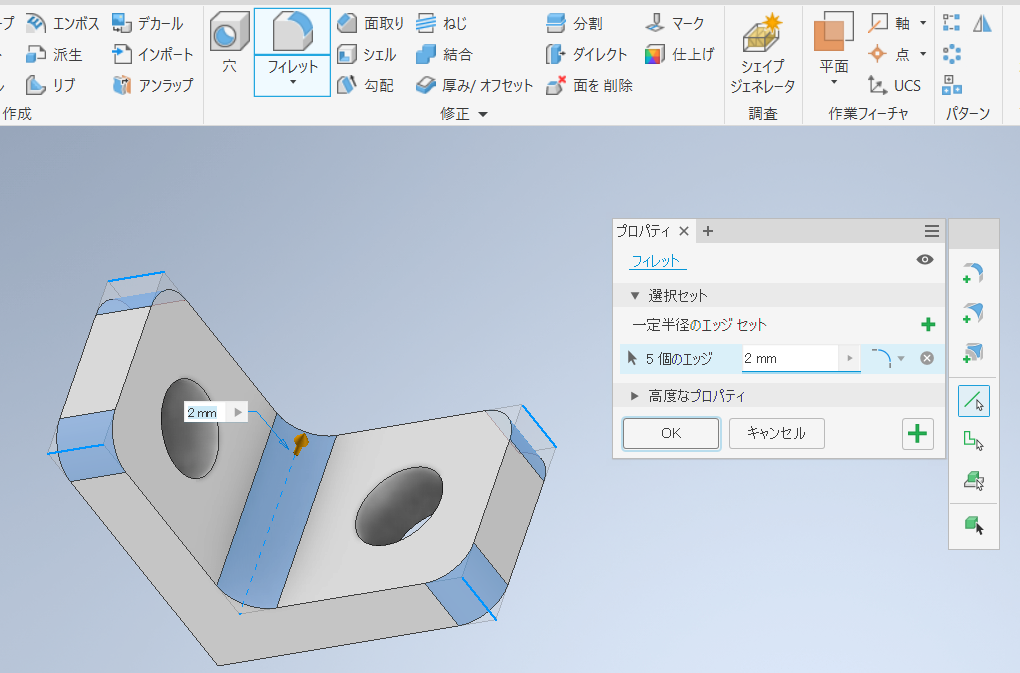 エンボス
デカール
派生
インポート
リブ
アンラップ
作成
穴
フィレット
面取り
ねじ
シェル
結合
勾配
厚み/ オフセット
分割
マーク
ダイレクト
仕上げ
面を 削除
修正
シェイプ
ジェネレータ
調査
平面
軸
点
UCS
作業フィーチャ
パターン
プロパティ
フィレット
選択セット
一定半径のエッジ セット
5 個のエッジ
2 mm
高度なプロパティ
OK
キャンセル
2 mm